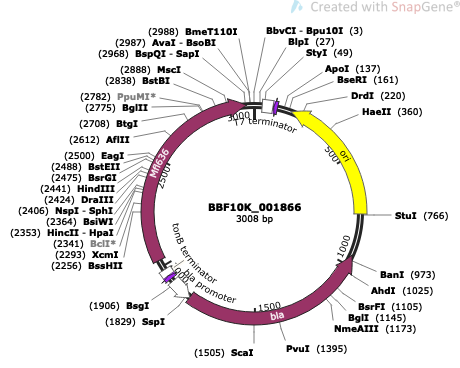 Created with SnapGene®
(2988) BmeT110I
(2987) AvaI - BsoBI
(2968) BspQI - SapI
(2888) MscI
(2838) BstBI
(2782) PpuMI*
(2775) BglII
(2708) BtgI
(2612) AflII
(2500) EagI
(2488) BstEII
(2475) BsrGI
(2441) HindIII
(2424) DraIII
(2406) NspI - SphI
(2364) BsiWI
(2353) HincII - HpaI
(2341) BclI*
(2293) XcmI
(2256) BssHII
(1906) BsgI
(1829) SspI
(1505) ScaI
BbvCI - Bpu10I (3)
BlpI (27)
StyI (49)
ApoI (137)
BseRI (161)
DrdI (220)
HaeII (360)
StuI (766)
BanI (973)
AhdI (1025)
BsrFI (1105)
BglI (1145)
NmeAIII (1173)
PvuI (1395)
3000
T7 terminator
ori
500
1000
1500
bla
bla promoter
tonB terminator
2500
Mfl636
BBF10K_001866
3008 bp